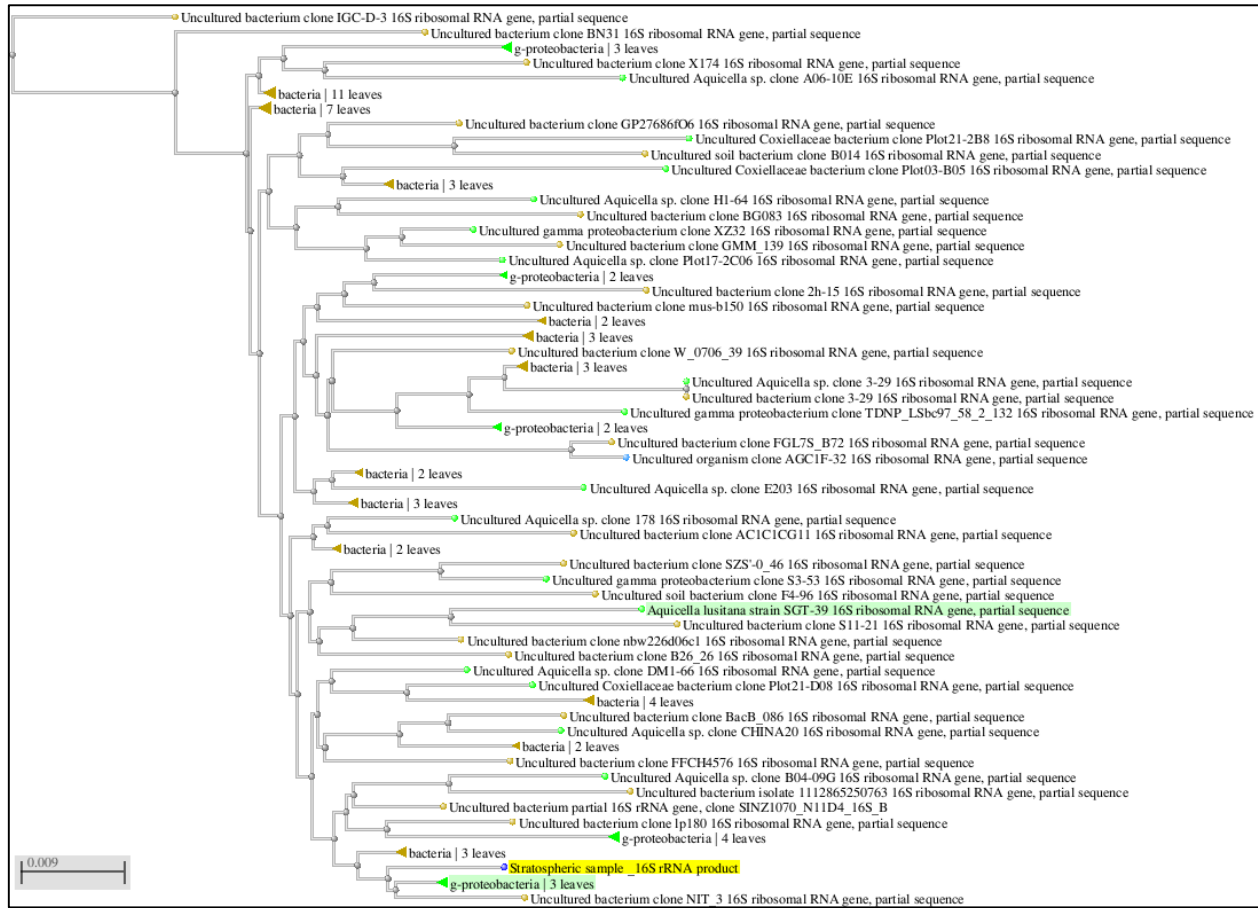 Uncultured bacterium clone IGC-D-3 16S ribosomal RNA gene, partial sequence
Uncultured bacterium clone BN31 16S ribosomal RNA gene, partial sequence
g-proteobacteria | 3 leaves
Uncultured bacterium clone X174 16S ribosomal RNA gene, partial sequence
Uncultured Aquicella sp. clone A06-10E 16S ribosomal RNA gene, partial sequence
bacteria | 11 leaves
bacteria | 7 leaves
Uncultured bacterium clone GP27686fO6 16S ribosomal RNA gene, partial sequence
Uncultured Coxiellaceae bacterium clone Plot21-2B8 16S ribosomal RNA gene, partial sequence
Uncultured soil bacterium clone B014 16S ribosomal RNA gene, partial sequence
Uncultured Coxiellaceae bacterium clone Plot03-B05 16S ribosomal RNA gene, partial sequence
bacteria | 3 leaves
Uncultured Aquicella sp. clone H1-64 16S ribosomal RNA gene, partial sequence
Uncultured bacterium clone BG083 16S ribosomal RNA gene, partial sequence
Uncultured gamma proteobacterium clone XZ32 16S ribosomal RNA gene, partial sequence
Uncultured bacterium clone GMM_139 16S ribosomal RNA gene, partial sequence
Uncultured Aquicella sp. clone Plot17-2C06 16S ribosomal RNA gene, partial sequence
g-proteobacteria | 2 leaves
Uncultured bacterium clone 2h-15 16S ribosomal RNA gene, partial sequence
Uncultured bacterium clone mus-b150 16S ribosomal RNA gene, partial sequence
bacteria | 2 leaves
bacteria | 3 leaves
Uncultured bacterium clone W_0706_39 16S ribosomal RNA gene, partial sequence
bacteria | 3 leaves
Uncultured Aquicella sp. clone 3-29 16S ribosomal RNA gene, partial sequence
Uncultured bacterium clone 3-29 16S ribosomal RNA gene, partial sequence
Uncultured gamma proteobacterium clone TDNP_LSbc97_58_2_132 16S ribosomal RNA gene, partial sequence
g-proteobacteria | 2 leaves
Uncultured bacterium clone FGL7S_B72 16S ribosomal RNA gene, partial sequence
Uncultured organism clone AGC1F-32 16S ribosomal RNA gene, partial sequence
bacteria | 2 leaves
Uncultured Aquicella sp. clone E203 16S ribosomal RNA gene, partial sequence
bacteria | 3 leaves
Uncultured Aquicella sp. clone 178 16S ribosomal RNA gene, partial sequence
Uncultured bacterium clone AC1C1CG11 16S ribosomal RNA gene, partial sequence
bacteria | 2 leaves
Uncultured bacterium clone SZS'-0_46 16S ribosomal RNA gene, partial sequence
Uncultured gamma proteobacterium clone S3-53 16S ribosomal RNA gene, partial sequence
Uncultured soil bacterium clone F4-96 16S ribosomal RNA gene, partial sequence
Aquicella lusitana strain SGT-39 16S ribosomal RNA gene, partial sequence
Uncultured bacterium clone S11-21 16S ribosomal RNA gene, partial sequence
Uncultured bacterium clone nbw226d06c1 16S ribosomal RNA gene, partial sequence
Uncultured bacterium clone B26_26 16S ribosomal RNA gene, partial sequence
Uncultured Aquicella sp. clone DM1-66 16S ribosomal RNA gene, partial sequence
Uncultured Coxiellaceae bacterium clone Plot21-D08 16S ribosomal RNA gene, partial sequence
bacteria | 4 leaves
Uncultured bacterium clone BacB_086 16S ribosomal RNA gene, partial sequence
Uncultured Aquicella sp. clone CHINA20 16S ribosomal RNA gene, partial sequence
bacteria | 2 leaves
Uncultured bacterium clone FFCH4576 16S ribosomal RNA gene, partial sequence
Uncultured Aquicella sp. clone B04-09G 16S ribosomal RNA gene, partial sequence
Uncultured bacterium isolate 1112865250763 16S ribosomal RNA gene, partial sequence
Uncultured bacterium partial 16S rRNA gene, clone SINZ1070_N11D4_16S_B
Uncultured bacterium clone lp180 16S ribosomal RNA gene, partial sequence
g-proteobacteria | 4 leaves
bacteria | 3 leaves
Stratospheric sample _16S rRNA product
g-proteobacteria | 3 leaves
Uncultured bacterium clone NIT_3 16S ribosomal RNA gene, partial sequence
0.009